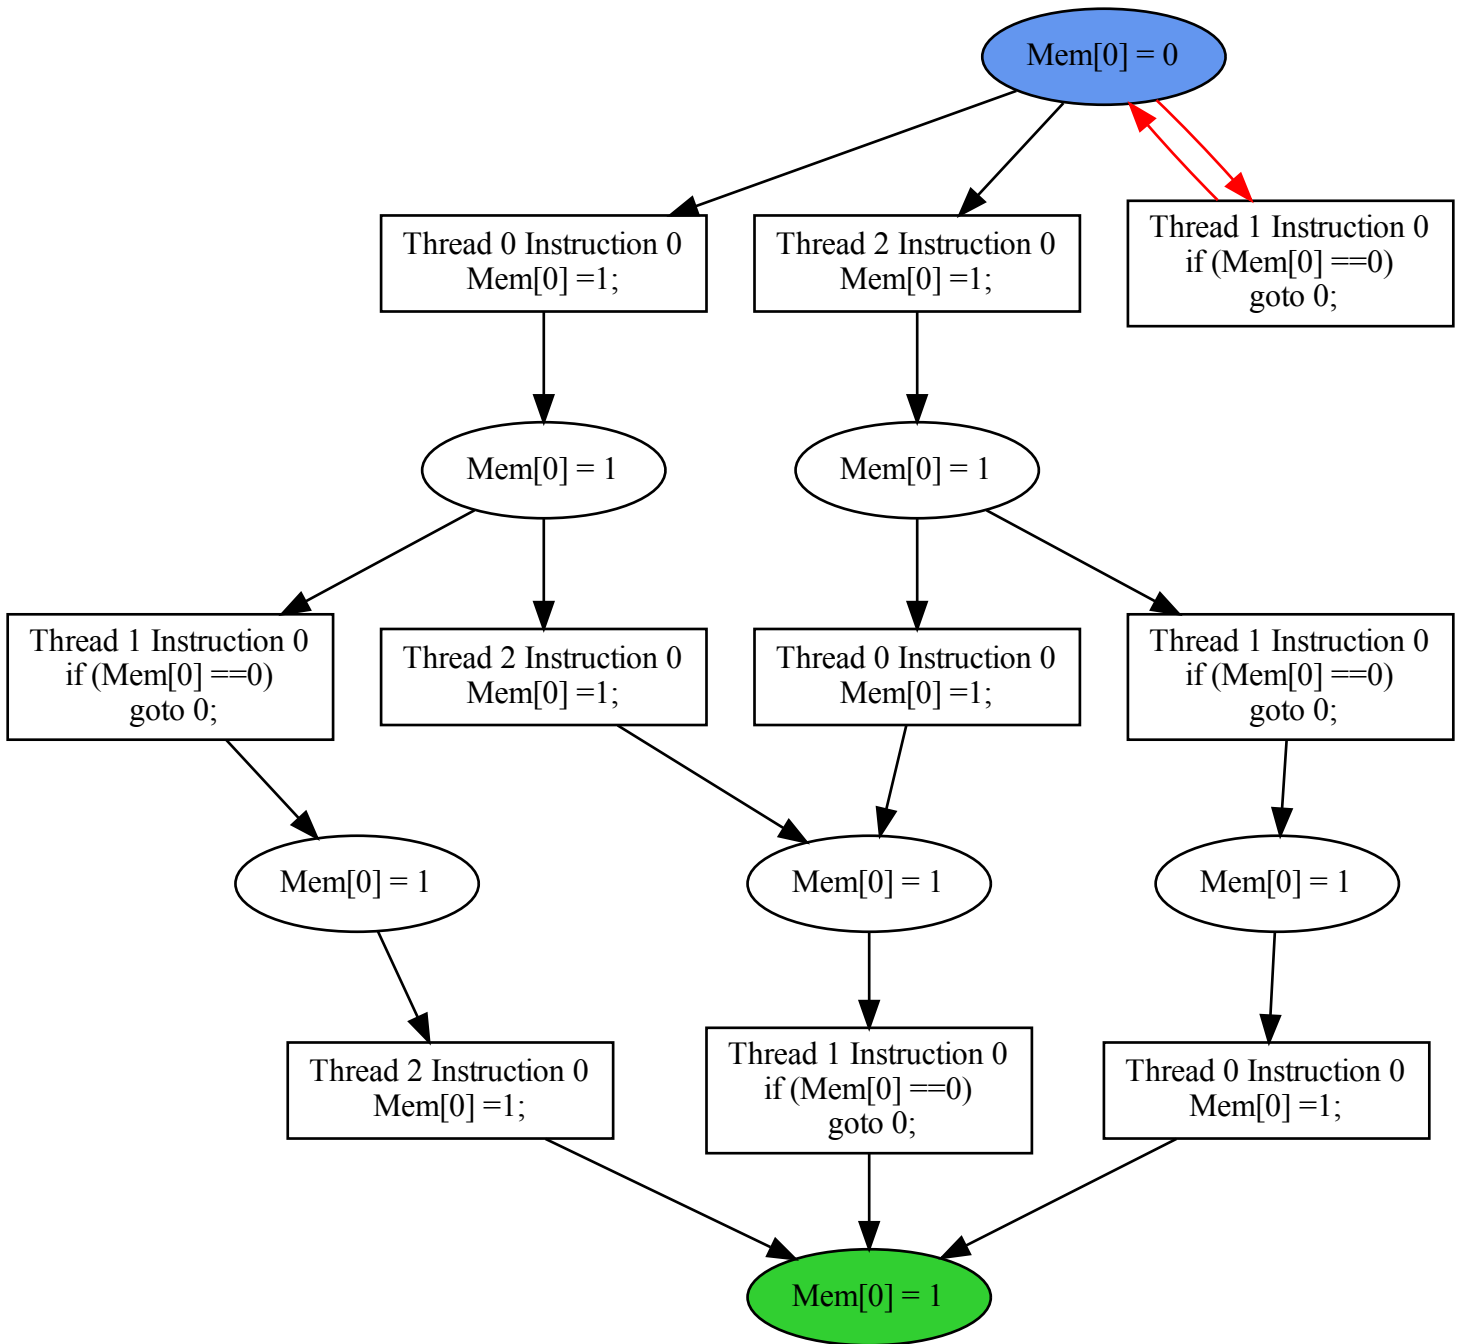 Mem[0] = 0
Thread 0 Instruction 0
Mem[0] =1;
Thread 2 Instruction 0
Mem[0] =1;
Thread 1 Instruction 0
if (Mem[0] ==0)
goto 0;
Mem[0] = 1
Mem[0] = 1
Thread 1 Instruction 0
if (Mem[0] ==0)
goto 0;
Thread 2 Instruction 0
Mem[0] =1;
Thread 0 Instruction 0
Mem[0] =1;
Thread 1 Instruction 0
if (Mem[0] ==0)
goto 0;
Mem[0] = 1
Mem[0] = 1
Mem[0] = 1
Thread 2 Instruction 0
Mem[0] =1;
Thread 1 Instruction 0
if (Mem[0] ==0)
goto 0;
Thread 0 Instruction 0
Mem[0] =1;
Mem[0] = 1